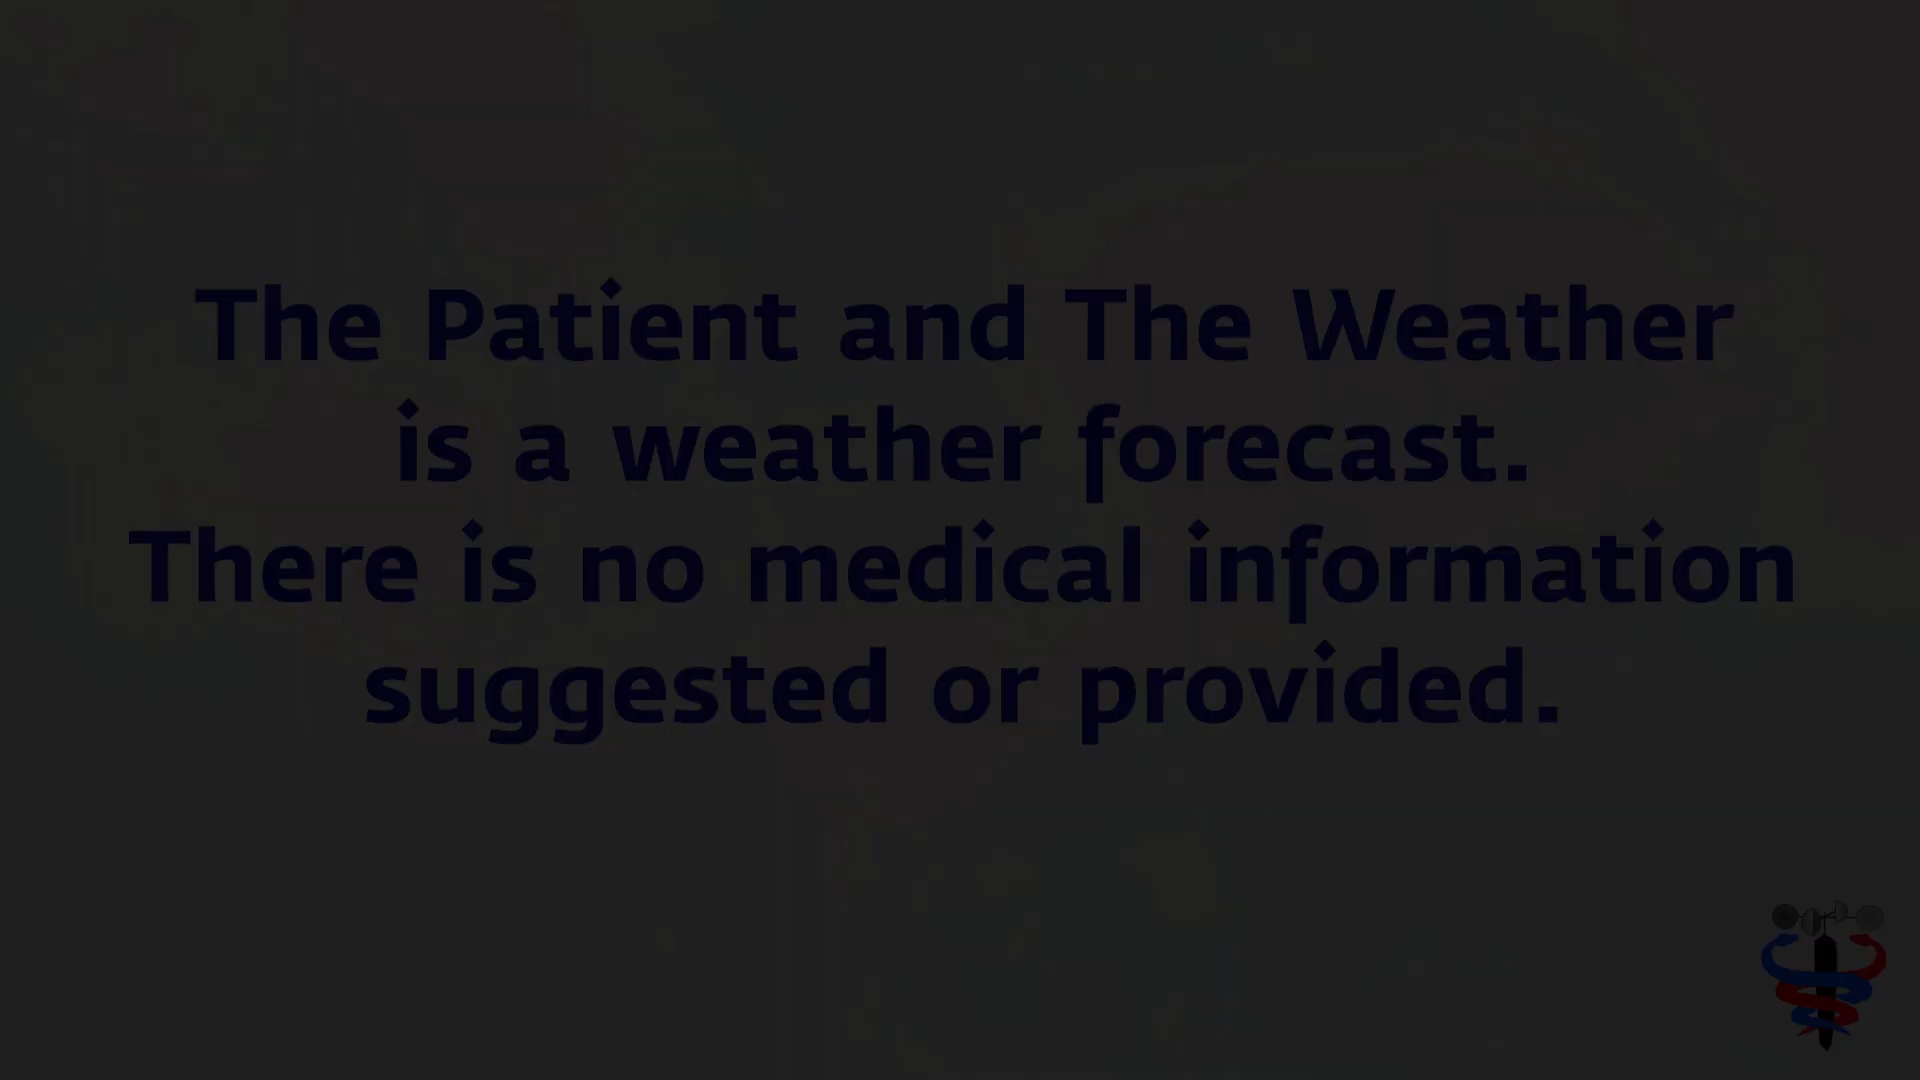 The Patient and The Weather
is a weather forecast.
There is no medical information
suggested or provided.